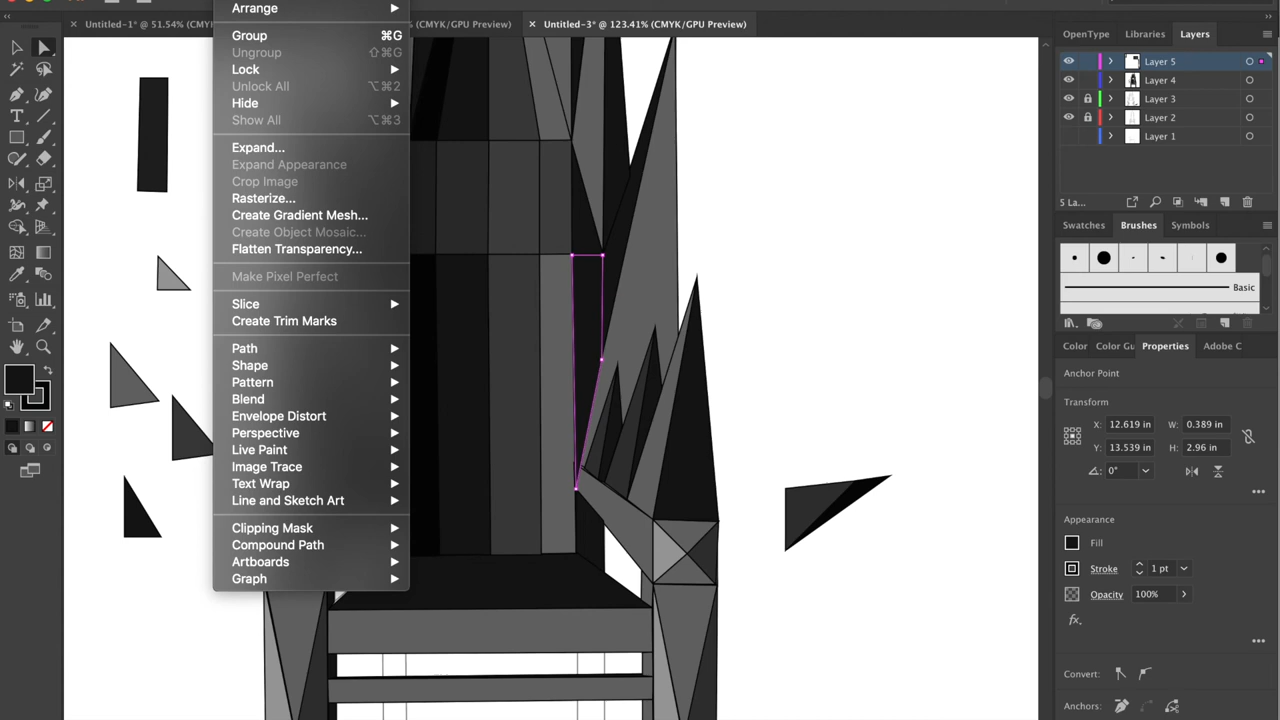 Arrange
Untitled-1* @ 51.54% (CMY
(CMYK/GPU Preview)
Untitled-3* @ 123.41% (CMYK/GPU Preview)
Group ⌘G
Ungroup ⇧⌘G
Lock
Unlock All ⌥⌘2
Hide
Show All ⌥⌘3
Expand...
Expand Appearance
Crop Image
Rasterize...
Create Gradient Mesh...
Create Object Mosaic...
Flatten Transparency...
Make Pixel Perfect
Slice
Create Trim Marks
Path
Shape
Pattern
Blend
Envelope Distort
Perspective
Live Paint
Image Trace
Text Wrap
Line and Sketch Art
Clipping Mask
Compound Path
Artboards
Graph
OpenType Libraries Layers
Layer 5
Layer 4
Layer 3
Layer 2
Layer 1
5 La...
Swatches Brushes Symbols
Basic
Color Color Gu Properties Adobe C
Anchor Point
Transform
X: 12.619 in W: 0.389 in
Y: 13.539 in H: 2.96 in
0°
Appearance
Fill
Stroke 1 pt
Opacity 100%
fx.
Convert:
Anchors: